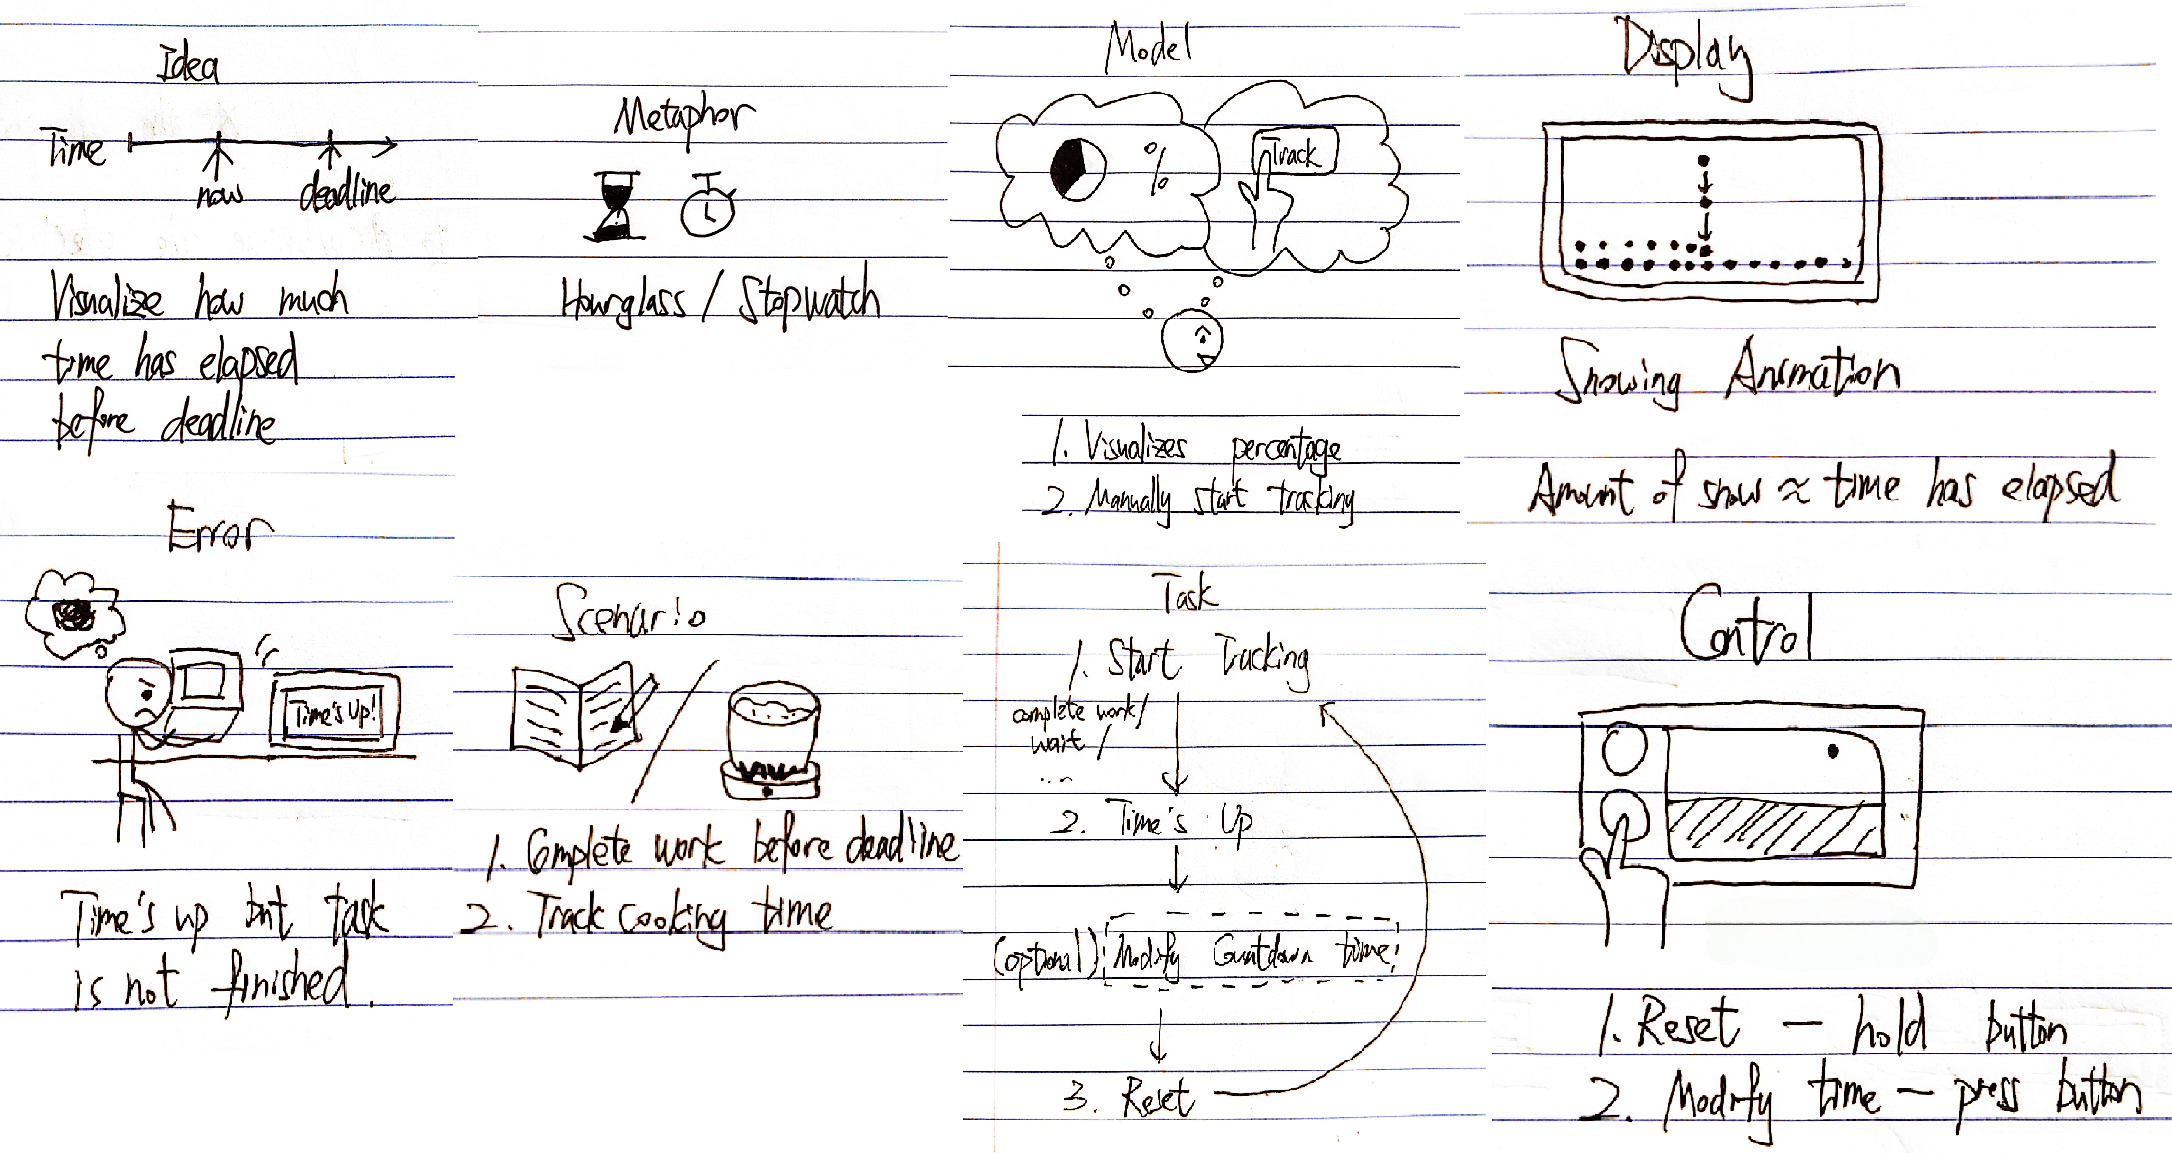 Idea
Time
now
deadline
Visualize how much
time has elapsed
before deadline
Metaphor
Hourglass / Stopwatch
Model
%
Track
1. Visualizes percentage
2. Manually start tracking
Display
Snowing Animation
Amount of snow ≈ time has elapsed
Error
Time's Up!
Time's up but task
is not finished.
Scenario
1. Complete work before deadline
2. Track cooking time
Task
1. Start Tracking
complete work/
wait /
...
2. Time's Up
(optional) Modify Countdown time
3. Reset
Control
1. Reset — hold button
2. Modify time — press button